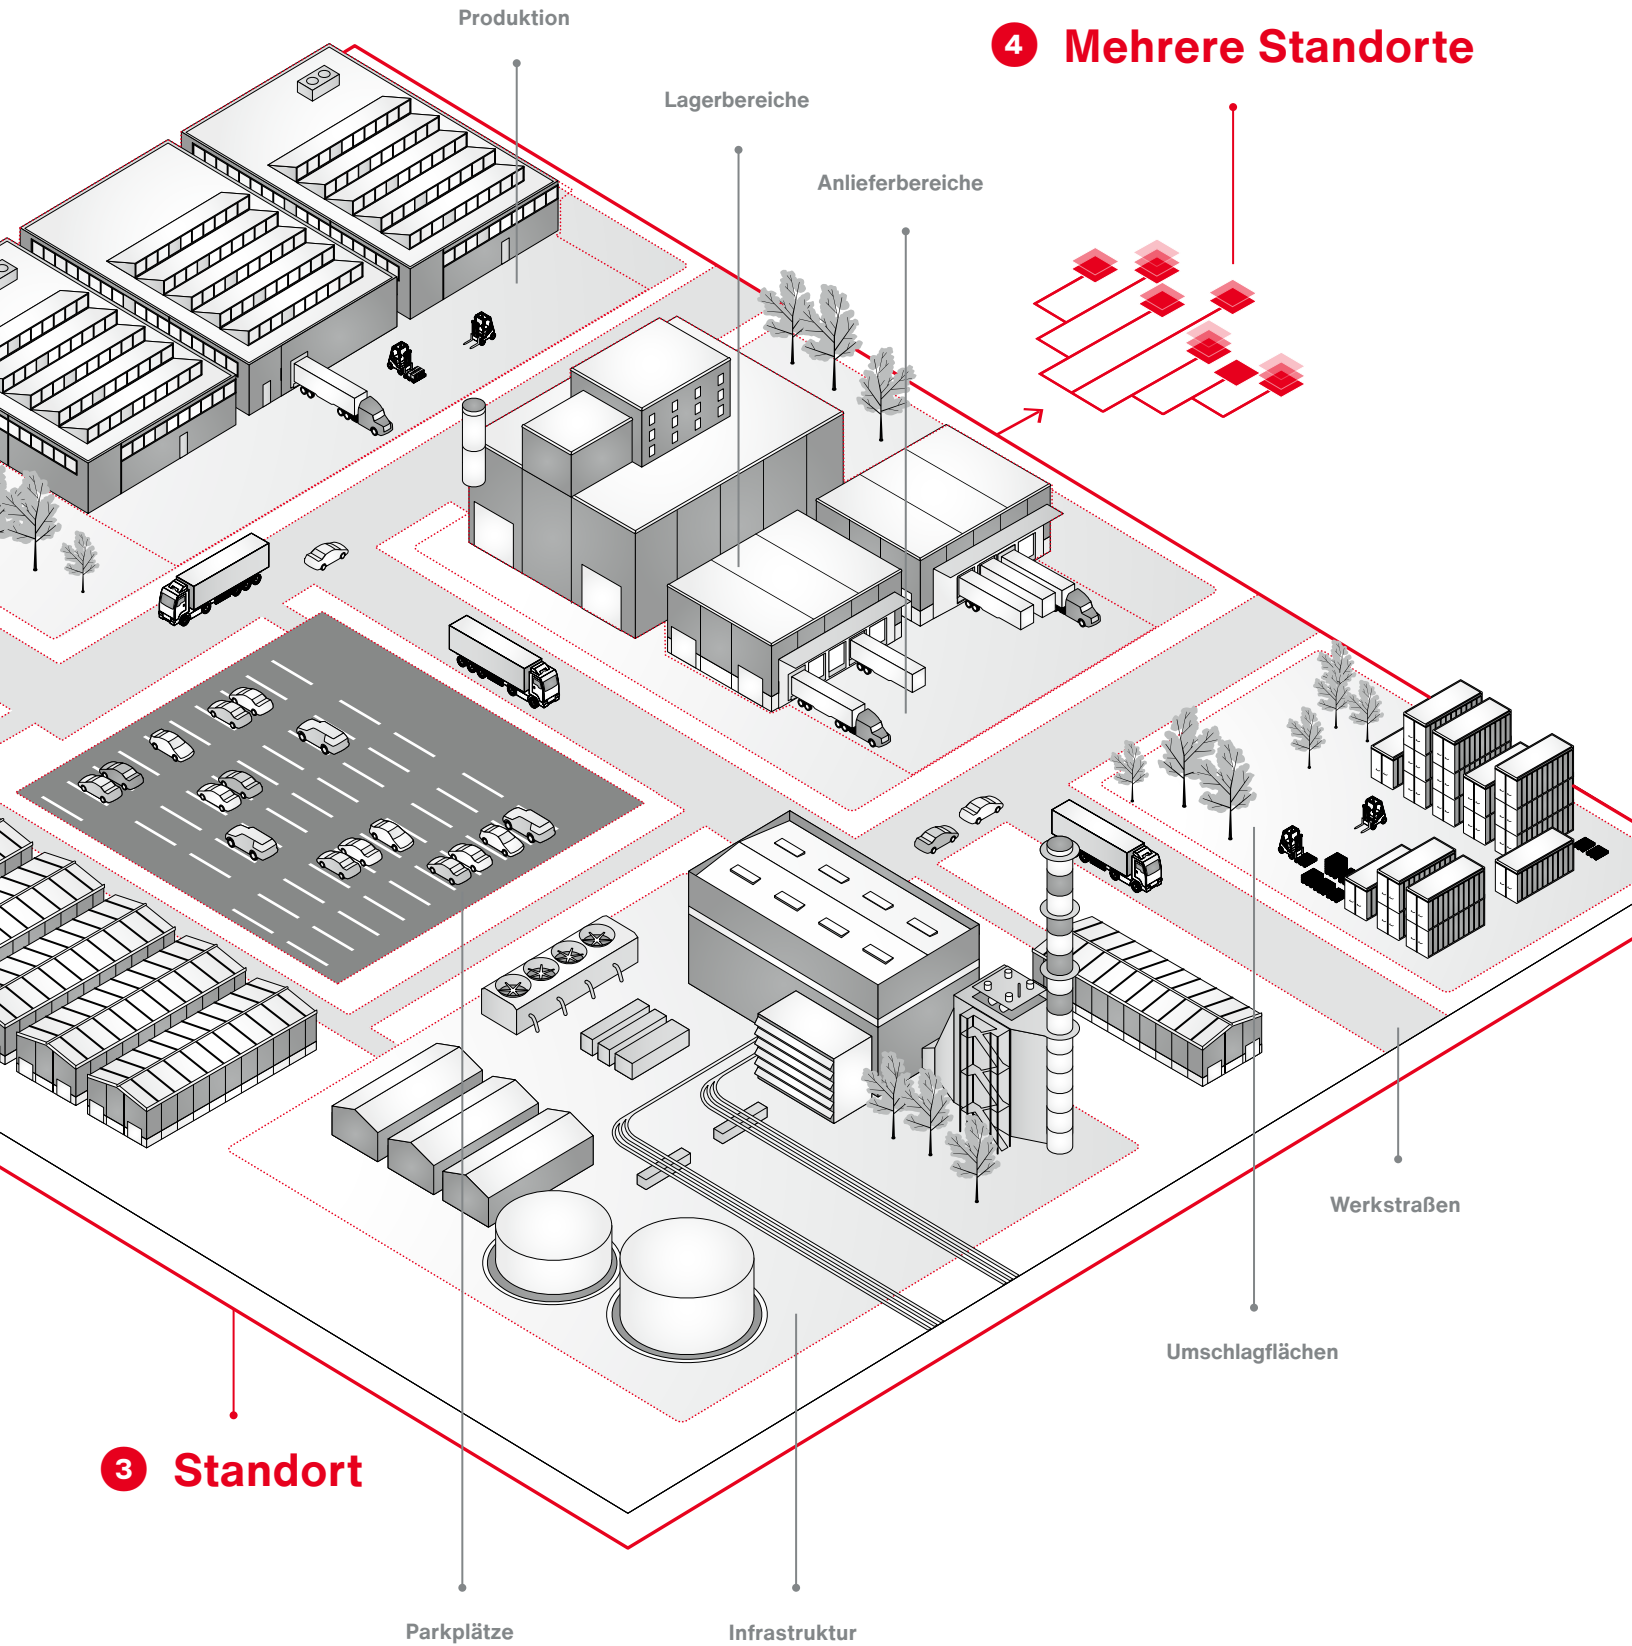 Produktion
4 Mehrere Standorte
Lagerbereiche
Anlieferbereiche
Werkstraßen
Umschlagflächen
3 Standort
Parkplätze
Infrastruktur